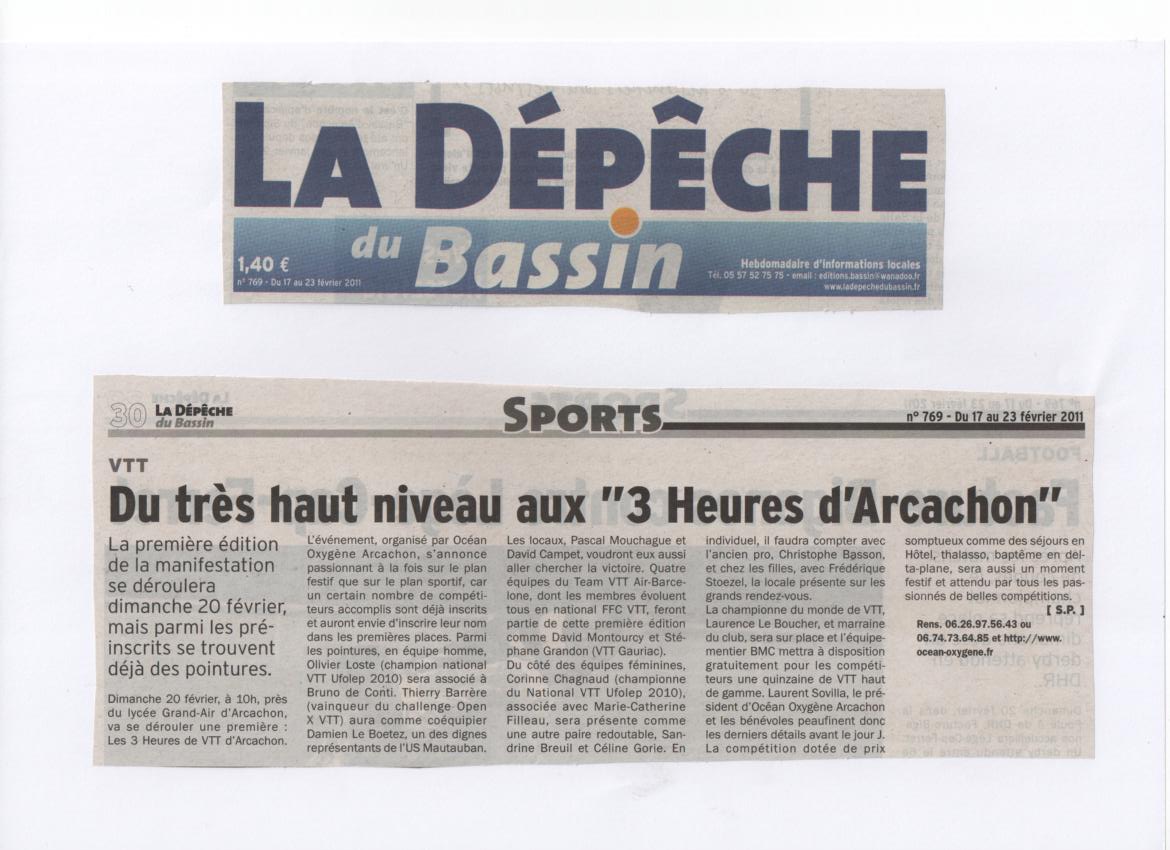 LA DÉPÊCHE
du Bassin
1,40 €
n° 769 - Du 17 au 23 février 2011
Hebdomadaire d'informations locales
Tél. 05 57 52 75 75 - email : editions.bassin@wanadoo.fr
www.ladepechedubassin.fr
30 LA DÉPÊCHE
du Bassin
SPORTS
n° 769 - Du 17 au 23 février 2011
VTT
Du très haut niveau aux "3 Heures d'Arcachon"
La première édition
de la manifestation
se déroulera
dimanche 20 février,
mais parmi les pré-
inscrits se trouvent
déjà des pointures.
Dimanche 20 février, à 10h, près
du lycée Grand-Air d'Arcachon,
va se dérouler une première :
Les 3 Heures de VTT d'Arcachon.
L'événement, organisé par Océan
Oxygène Arcachon, s'annonce
passionnant à la fois sur le plan
festif que sur le plan sportif, car
un certain nombre de compéti-
teurs accomplis sont déjà inscrits
et auront envie d'inscrire leur nom
dans les premières places. Parmi
les pointures, en équipe homme,
Olivier Loste (champion national
VTT Ufolep 2010) sera associé à
Bruno de Conti. Thierry Barrère
(vainqueur du challenge Open
X VTT) aura comme coéquipier
Damien Le Boetez, un des dignes
représentants de l'US Mautauban.
Les locaux, Pascal Mouchague et
David Campet, voudront eux aussi
aller chercher la victoire. Quatre
équipes du Team VTT Air-Barce-
lone, dont les membres évoluent
tous en national FFC VTT, feront
partie de cette première édition
comme David Montourcy et Sté-
phane Grandon (VTT Gauriac).
Du côté des équipes féminines,
Corinne Chagnaud (championne
du National VTT Ufolep 2010),
associée avec Marie-Catherine
Filleau, sera présente comme
une autre paire redoutable, San-
drine Breuil et Céline Gorie. En
individuel, il faudra compter avec
l'ancien pro, Christophe Basson,
et chez les filles, avec Frédérique
Stoezel, la locale présente sur les
grands rendez-vous.
La championne du monde de VTT,
Laurence Le Boucher, et marraine
du club, sera sur place et l'équipe-
mentier BMC mettra à disposition
gratuitement pour les compéti-
teurs une quinzaine de VTT haut
de gamme. Laurent Sovilla, le pré-
sident d'Océan Oxygène Arcachon
et les bénévoles peaufinent donc
les derniers détails avant le jour J.
La compétition dotée de prix
somptueux comme des séjours en
Hôtel, thalasso, baptême en del-
ta-plane, sera aussi un moment
festif et attendu par tous les pas-
sionnés de belles compétitions.
[ S.P. ]
Rens. 06.26.97.56.43 ou
06.74.73.64.85 et http://www.
ocean-oxygene.fr